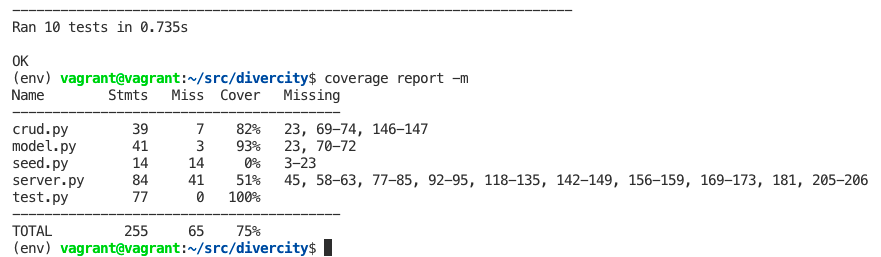 ----------------------------------------------------------------------
Ran 10 tests in 0.735s
OK
(env) vagrant@vagrant:~/src/divercity$ coverage report -m
Name        Stmts   Miss  Cover   Missing
-----------------------------------------
crud.py        39      7    82%   23, 69-74, 146-147
model.py       41      3    93%   23, 70-72
seed.py        14     14     0%   3-23
server.py      84     41    51%   45, 58-63, 77-85, 92-95, 118-135, 142-149, 156-159, 169-173, 181, 205-206
test.py        77      0   100%
-----------------------------------------
TOTAL         255     65    75%
(env) vagrant@vagrant:~/src/divercity$